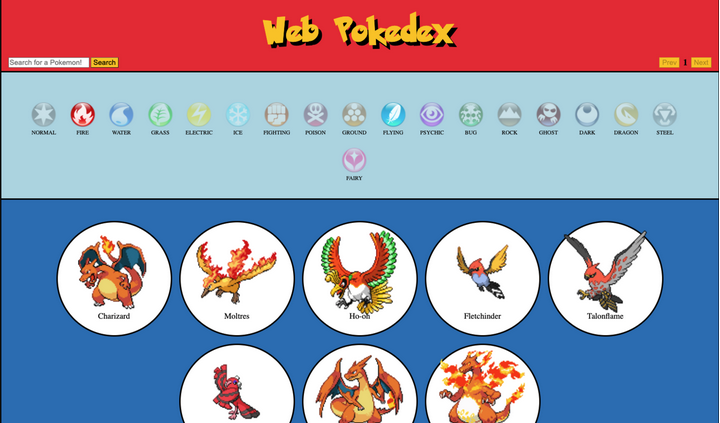 Web Pokedex
Search for a Pokemon! Search Prev 1 Next
NORMAL FIRE WATER GRASS ELECTRIC ICE FIGHTING POISON GROUND FLYING PSYCHIC BUG ROCK GHOST DARK DRAGON STEEL
FAIRY
Charizard Moltres Ho-oh Fletchinder Talonflame